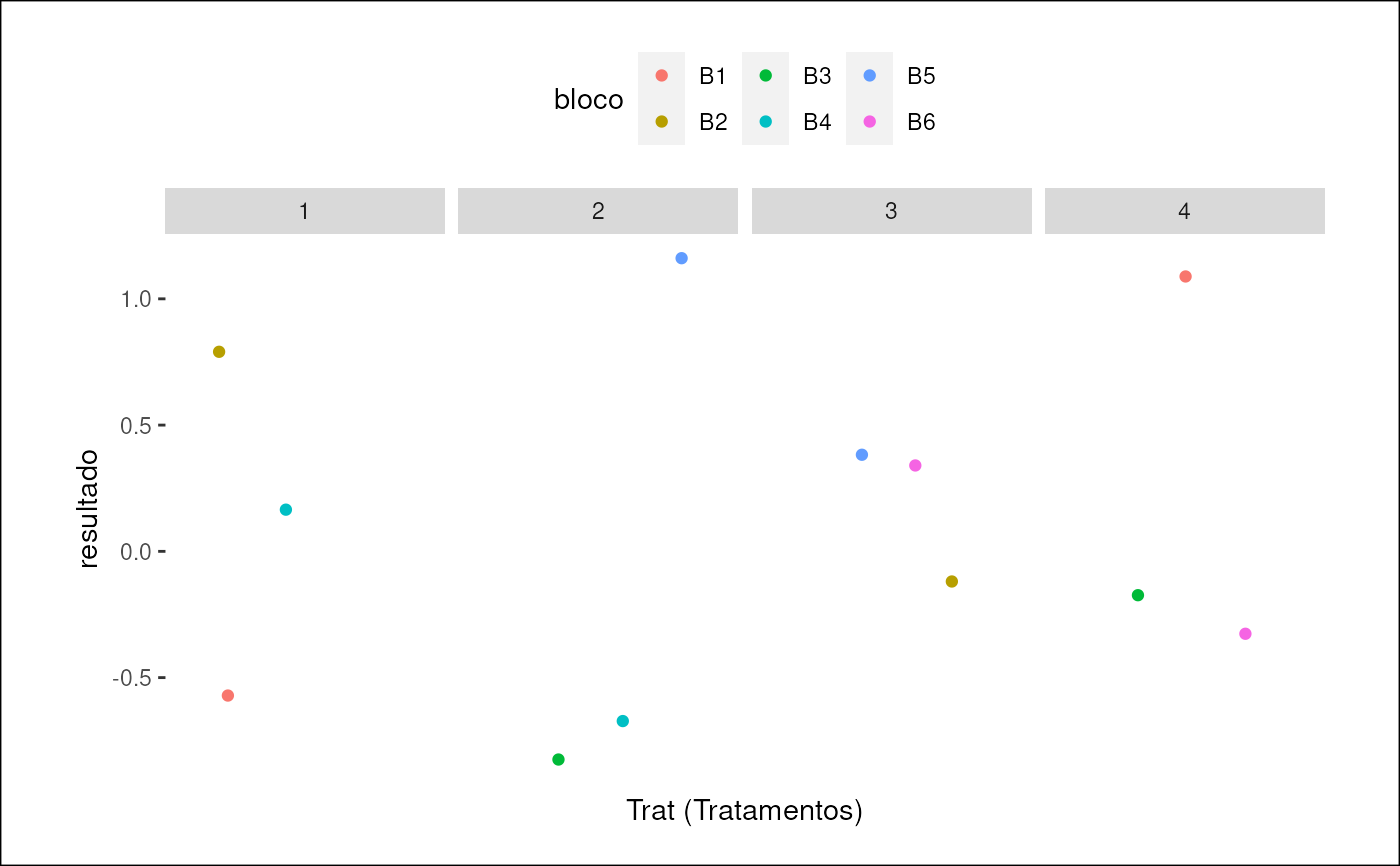 bloco
B1 B3 B5
B2 B4 B6
1 2 3 4
1.0
0.5
0.0
-0.5
resultado
Trat (Tratamentos)